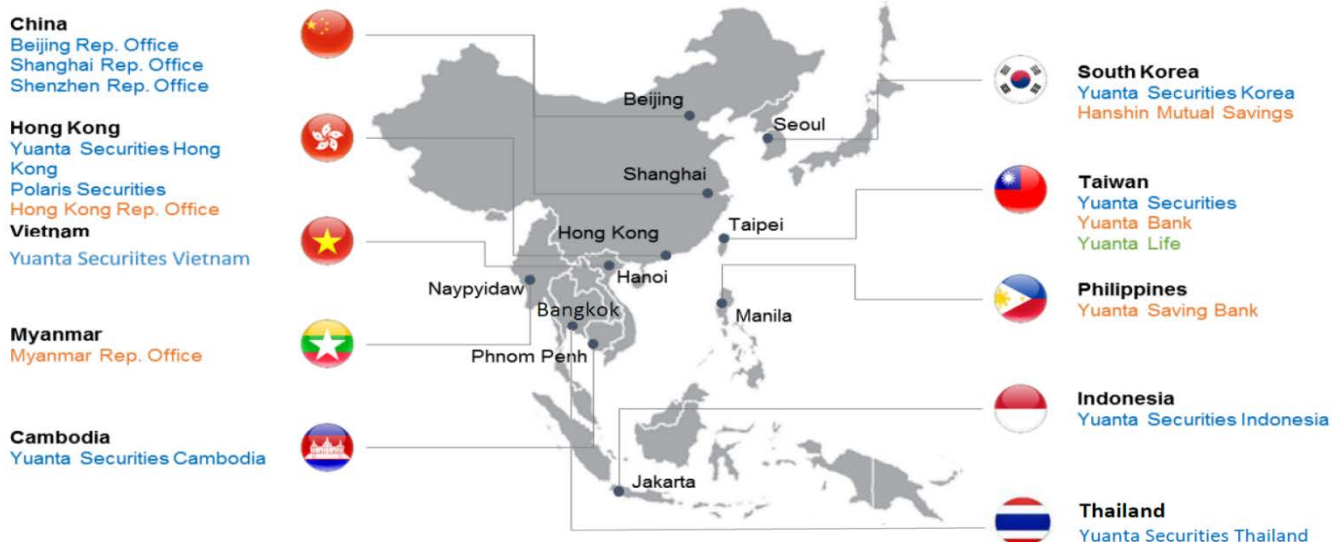 China
Beijing Rep. Office
Shanghai Rep. Office
Shenzhen Rep. Office
Hong Kong
Yuanta Securities Hong
Kong
Polaris Securities
Hong Kong Rep. Office
Vietnam
Yuanta Securiites Vietnam
Myanmar
Myanmar Rep. Office
Cambodia
Yuanta Securities Cambodia
Beijing
Seoul
Shanghai
Taipei
Hong Kong
Hanoi
Naypyidaw
Bangkok
Manila
Phnom Penh
Jakarta
South Korea
Yuanta Securities Korea
Hanshin Mutual Savings
Taiwan
Yuanta Securities
Yuanta Bank
Yuanta Life
Philippines
Yuanta Saving Bank
Indonesia
Yuanta Securities Indonesia
Thailand
Yuanta Securities Thailand